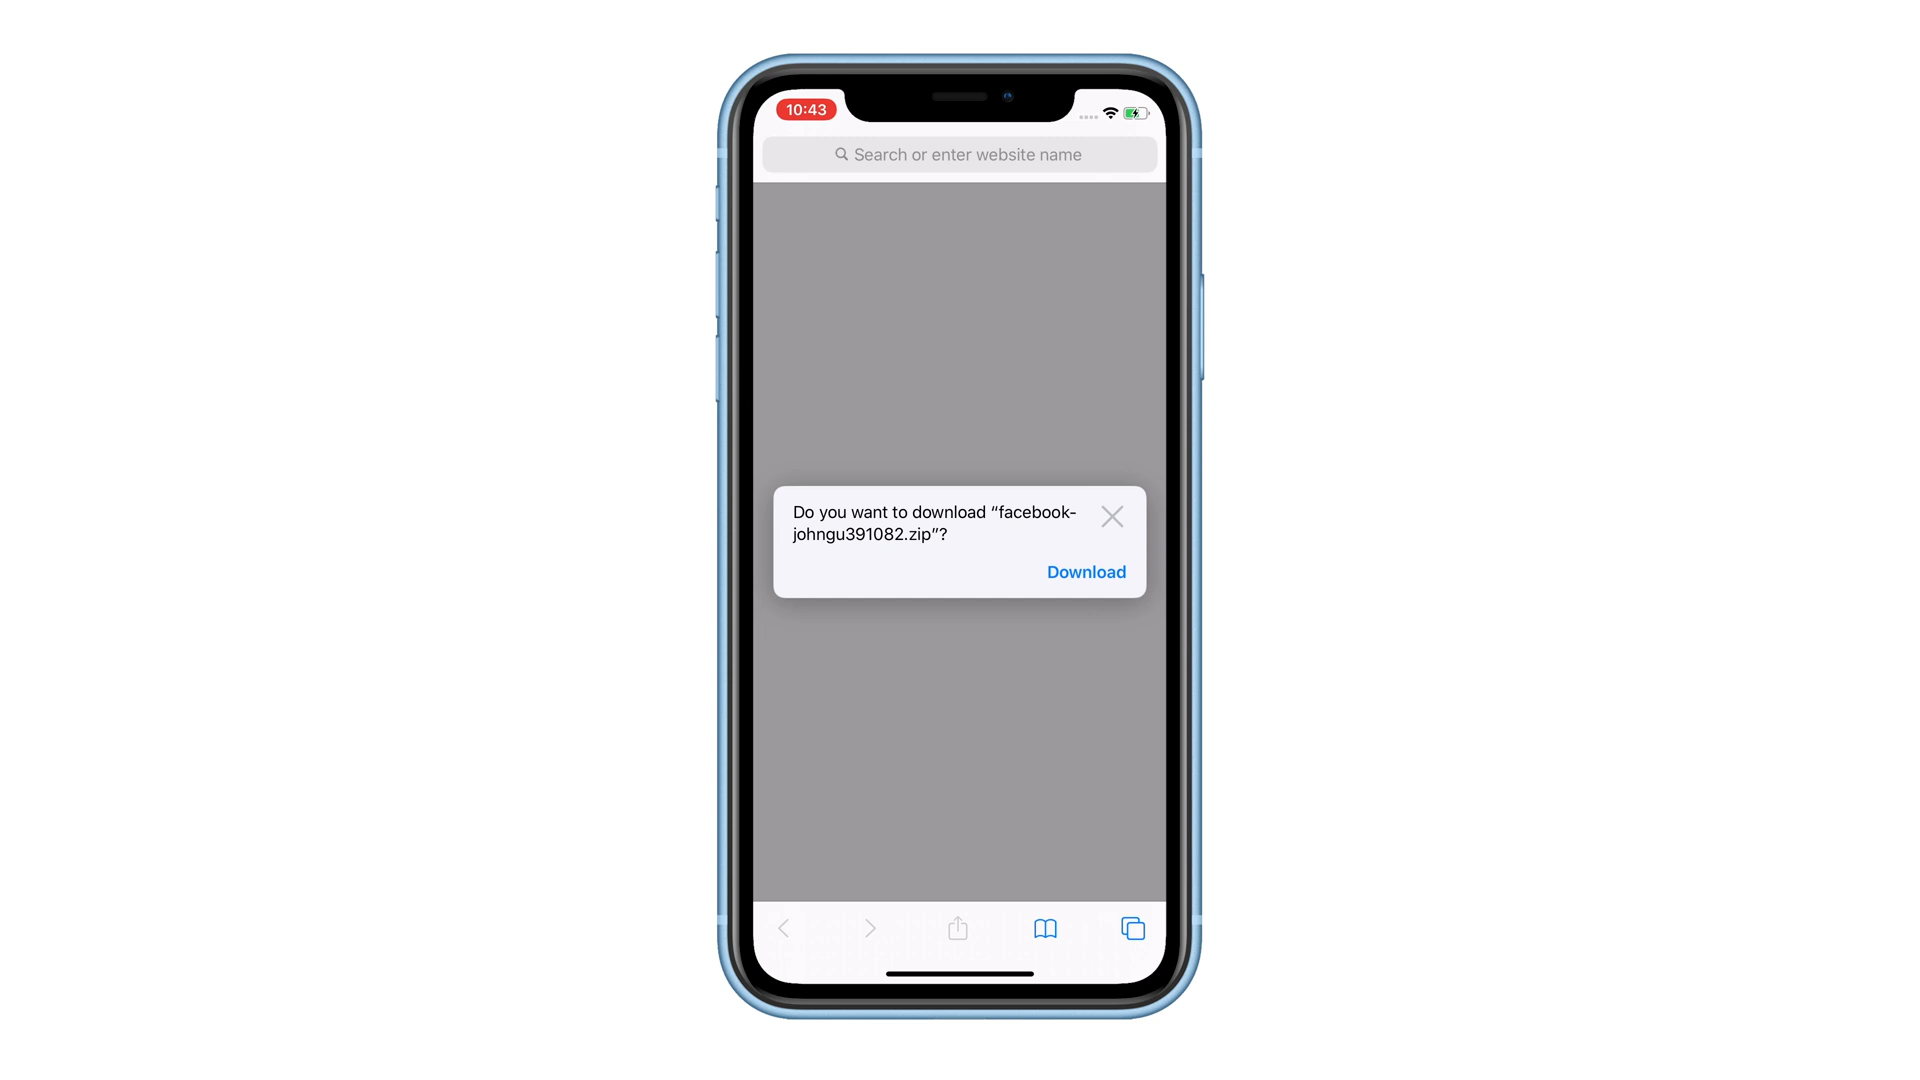 10:43
Search or enter website name
Do you want to download “facebook-
johngu391082.zip”?
Download